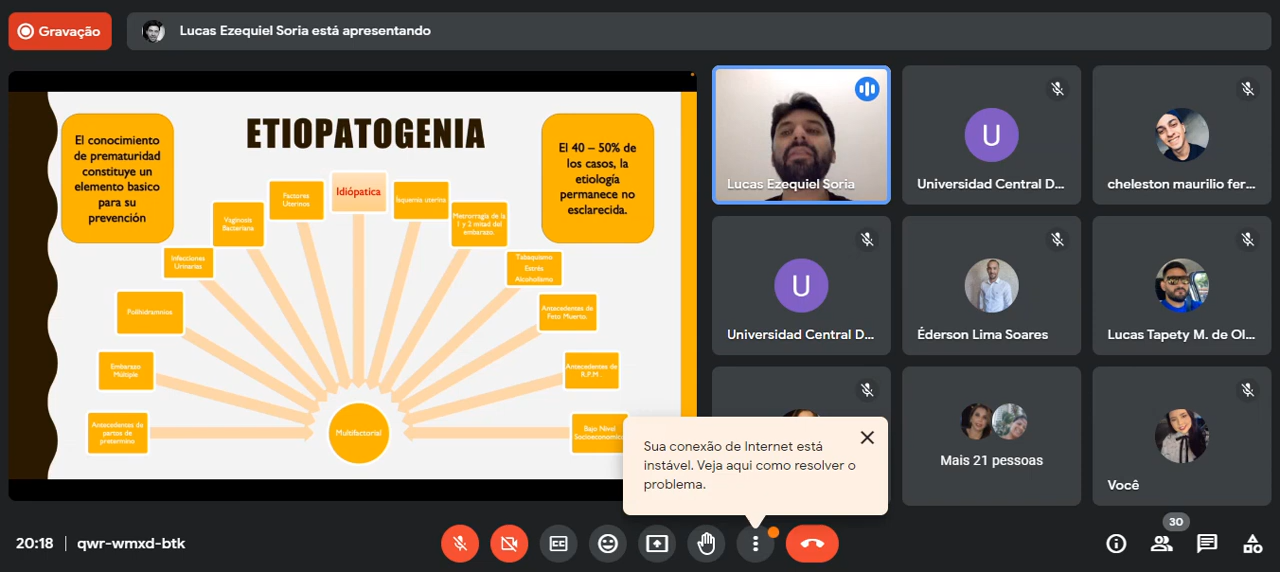 Gravação
Lucas Ezequiel Soria está apresentando
El conocimiento
de prematuridad
constituye un
elemento basico
para su
prevención
ETIOPATOGENIA
El 40 – 50% de
los casos, la
etiología
permanece no
esclarecida.
Antecedentes de
partos de
pretermino
Embarazo
Múltiple
Polihidramnios
Infecciones
Urinarias
Vaginosis
Bacteriana
Factores
Uterinos
Idiópatica
Isquemia uterina
Metrorragia de la
1 y 2 mitad del
embarazo.
Tabaquismo
Estrés
Alcoholismo
Antecedentes de
Feto Muerto.
Antecedentes de
R.P.M.
Bajo Nivel
Socioeconomico
Multifactorial
Lucas Ezequiel Soria
U
Universidad Central D...
cheleston maurilio fer...
U
Universidad Central D...
Éderson Lima Soares
Lucas Tapety M. de Ol...
Mais 21 pessoas
Você
Sua conexão de Internet está
instável. Veja aqui como resolver o
problema.
20:18 | qwr-wmxd-btk
CC
30